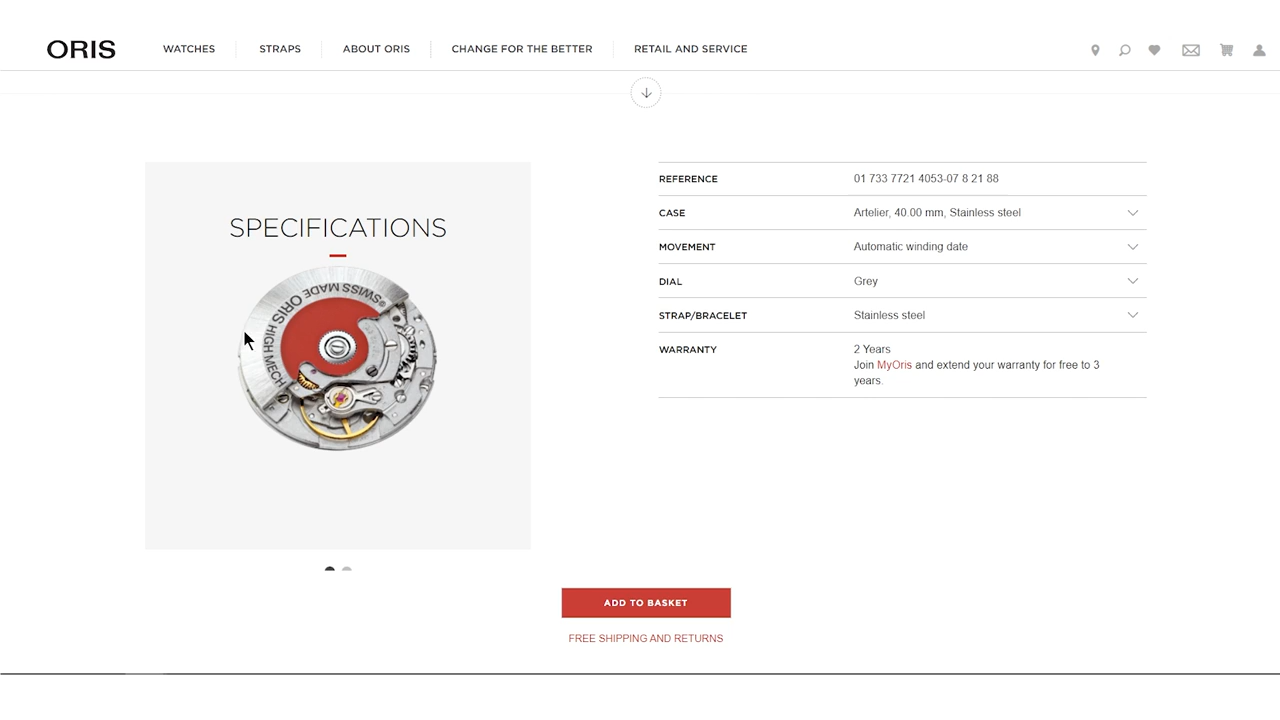 ORIS
WATCHES
STRAPS
ABOUT ORIS
CHANGE FOR THE BETTER
RETAIL AND SERVICE
SPECIFICATIONS
SWISS MADE ORIS HIGH MECH
REFERENCE 01 733 7721 4053-07 8 21 88
CASE Artelier, 40.00 mm, Stainless steel
MOVEMENT Automatic winding date
DIAL Grey
STRAP/BRACELET Stainless steel
WARRANTY 2 Years
Join MyOris and extend your warranty for free to 3
years.
ADD TO BASKET
FREE SHIPPING AND RETURNS